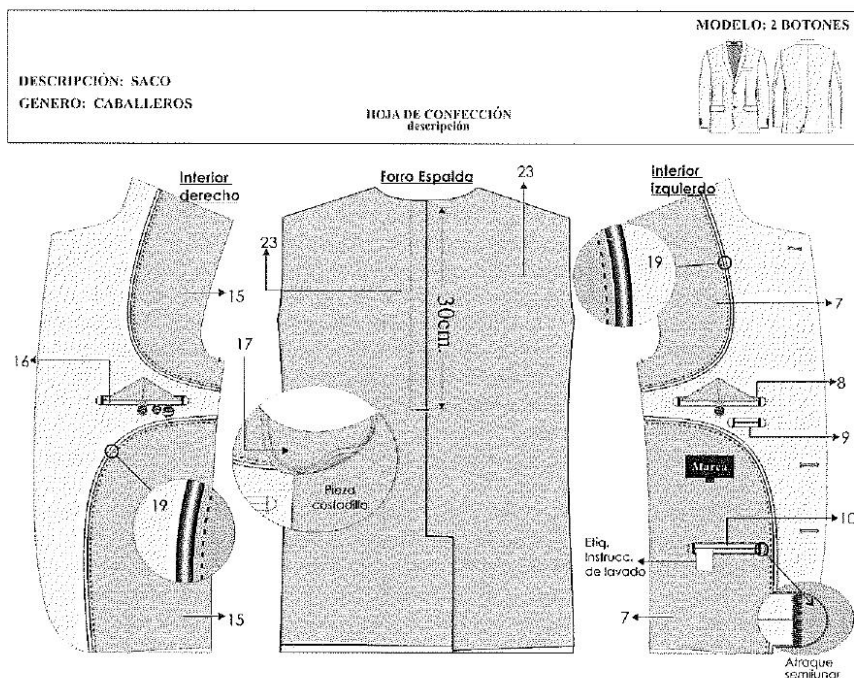 MODELO: 2 BOTONES
DESCRIPCIÓN: SACO
GENERO: CABALLEROS
HOJA DE CONFECCIÓN
descripción
Interior
derecho
Forro Espalda
Interior
izquierdo
23
23
15
16
17
30cm.
19
7
8
9
Marca
Pieza
costadillo
19
10
Etiq.
Instrucc.
de lavado
15
7
Atraque
semilunar